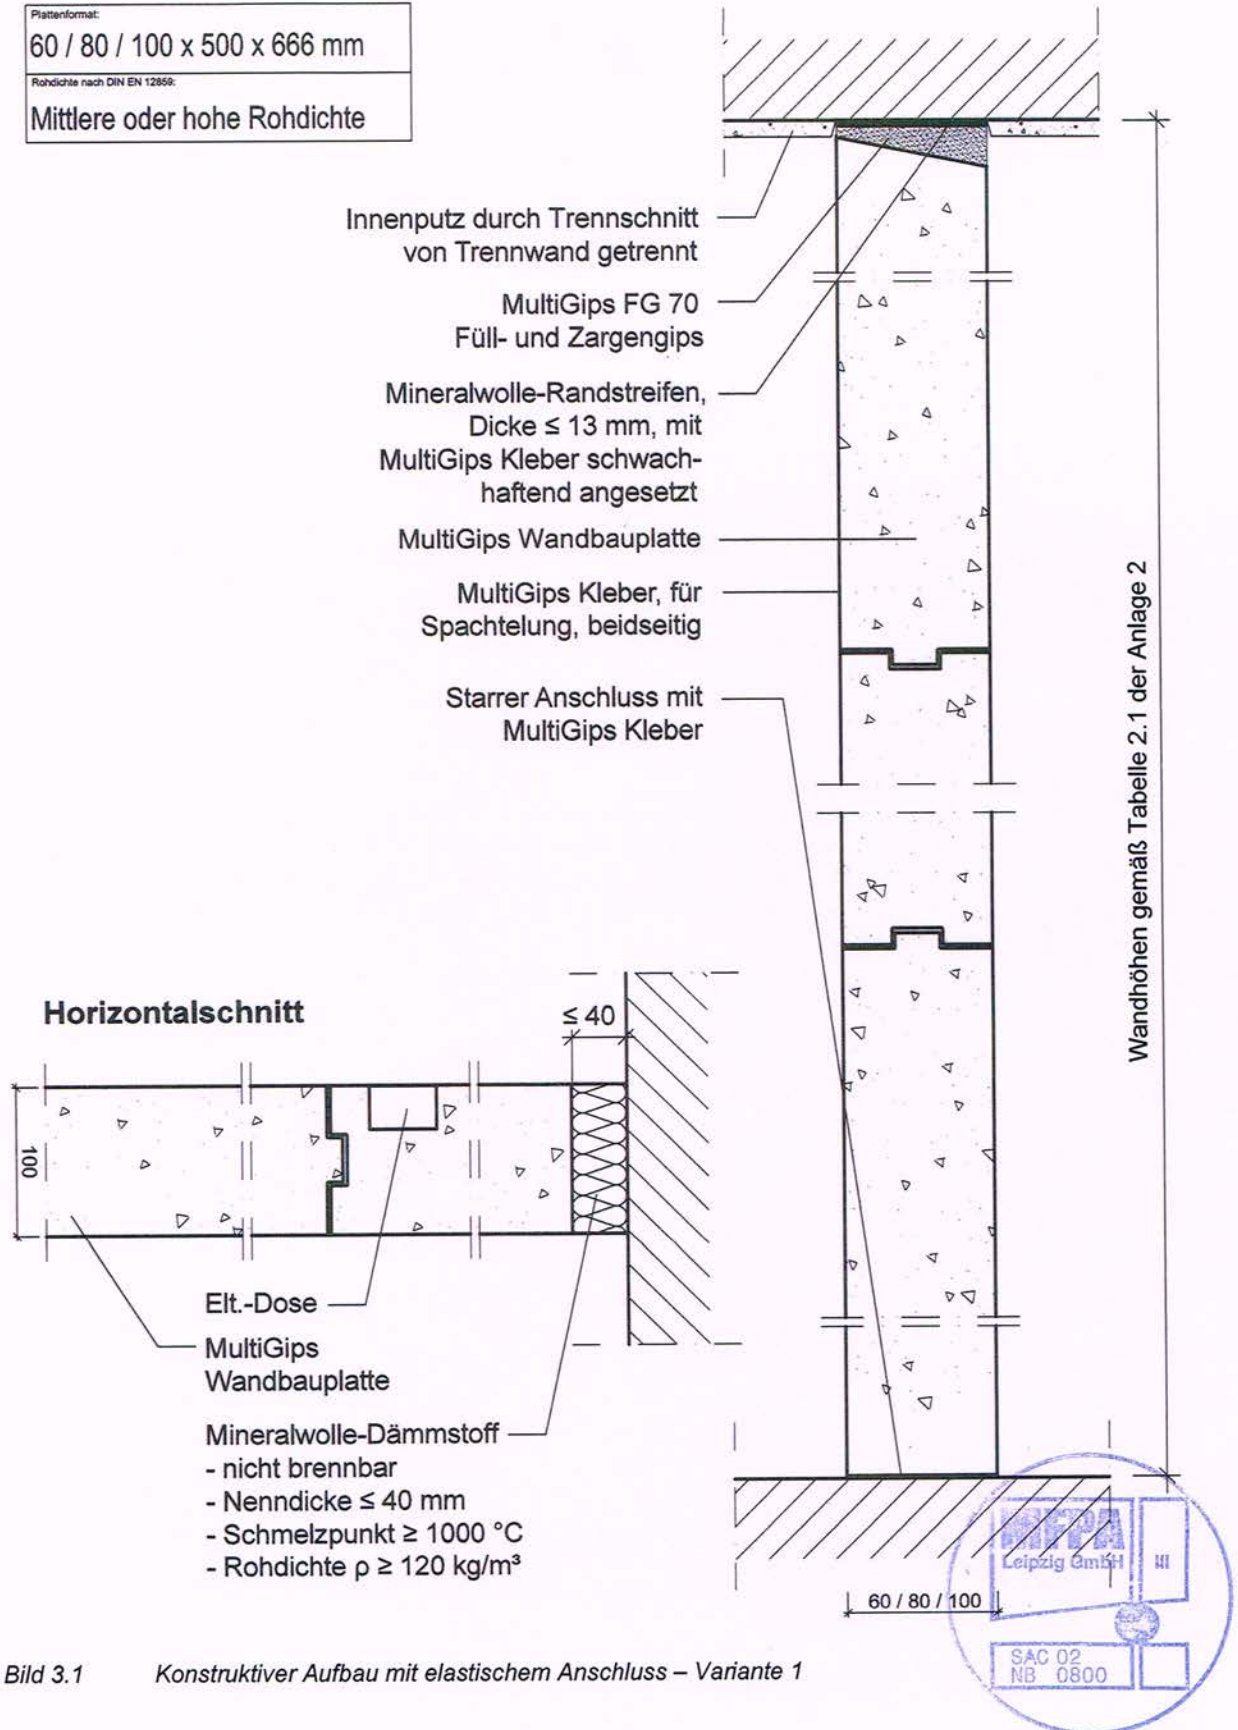 Plattenformat:
60 / 80 / 100 x 500 x 666 mm
Rohdichte nach DIN EN 12859:
Mittlere oder hohe Rohdichte
Innenputz durch Trennschnitt
von Trennwand getrennt
MultiGips FG 70
Füll- und Zargengips
Mineralwolle-Randstreifen,
Dicke ≤ 13 mm, mit
MultiGips Kleber schwach-
haftend angesetzt
MultiGips Wandbauplatte
MultiGips Kleber, für
Spachtelung, beidseitig
Starrer Anschluss mit
MultiGips Kleber
Wandhöhen gemäß Tabelle 2.1 der Anlage 2
Horizontalschnitt
≤ 40
100
Elt.-Dose
MultiGips
Wandbauplatte
Mineralwolle-Dämmstoff
- nicht brennbar
- Nenndicke ≤ 40 mm
- Schmelzpunkt ≥ 1000 °C
- Rohdichte ρ ≥ 120 kg/m³
60 / 80 / 100
MFPA
Leipzig GmbH
III
SAC 02
NB 0800
Bild 3.1 Konstruktiver Aufbau mit elastischem Anschluss – Variante 1